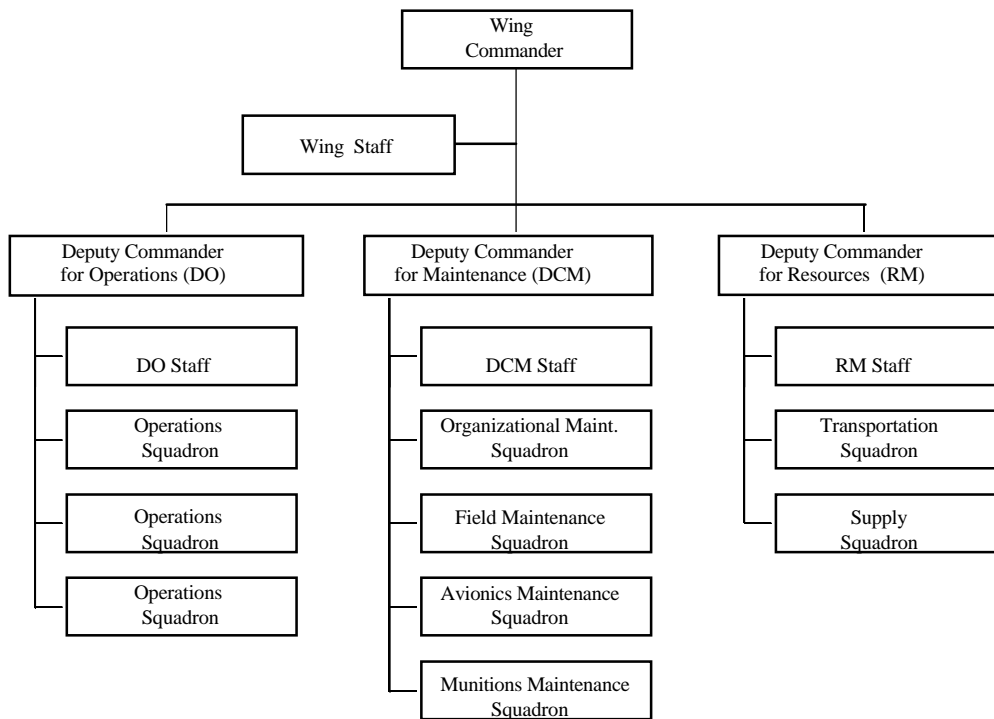 Wing
Commander
Wing Staff
Deputy Commander
for Operations (DO)
Deputy Commander
for Maintenance (DCM)
Deputy Commander
for Resources (RM)
DO Staff
DCM Staff
RM Staff
Operations
Squadron
Organizational Maint.
Squadron
Transportation
Squadron
Operations
Squadron
Field Maintenance
Squadron
Supply
Squadron
Operations
Squadron
Avionics Maintenance
Squadron
Munitions Maintenance
Squadron